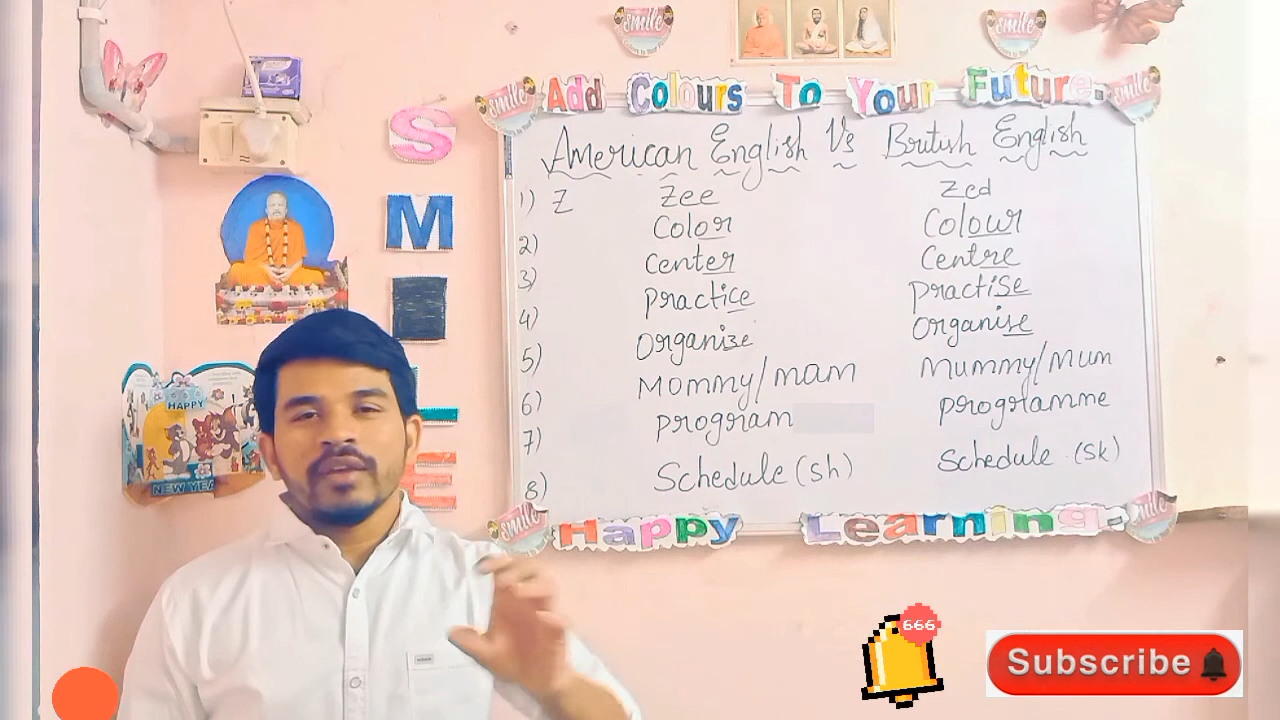 smile
smile
Add Colours To Your Future.
smile
smile
S
M
I
L
E
American English Vs British English
1) Z Zee Zed
2) Color Colour
3) Center Centre
4) practice practise
5) Organize Organise
6) Mommy/mam Mummy/Mum
7) program programme
8) Schedule (sh) Schedule (sk)
HAPPY
NEW YEA
smile
Happy Learning.
smile
666
Subscribe